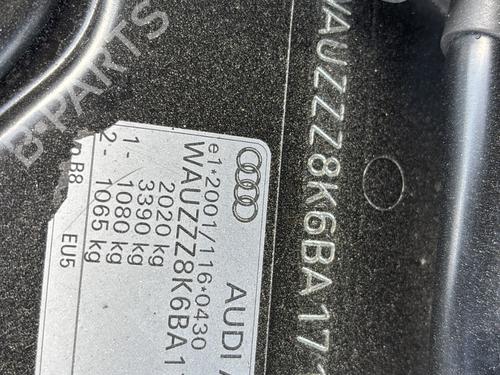 B-PARTS
WAUZZZ8K6BA17
AUDI
e1*2001/116*0430
WAUZZZ8K6BA1
2020 kg
3390 kg
1 - 1080 kg
2 - 1065 kg
B8 EU5